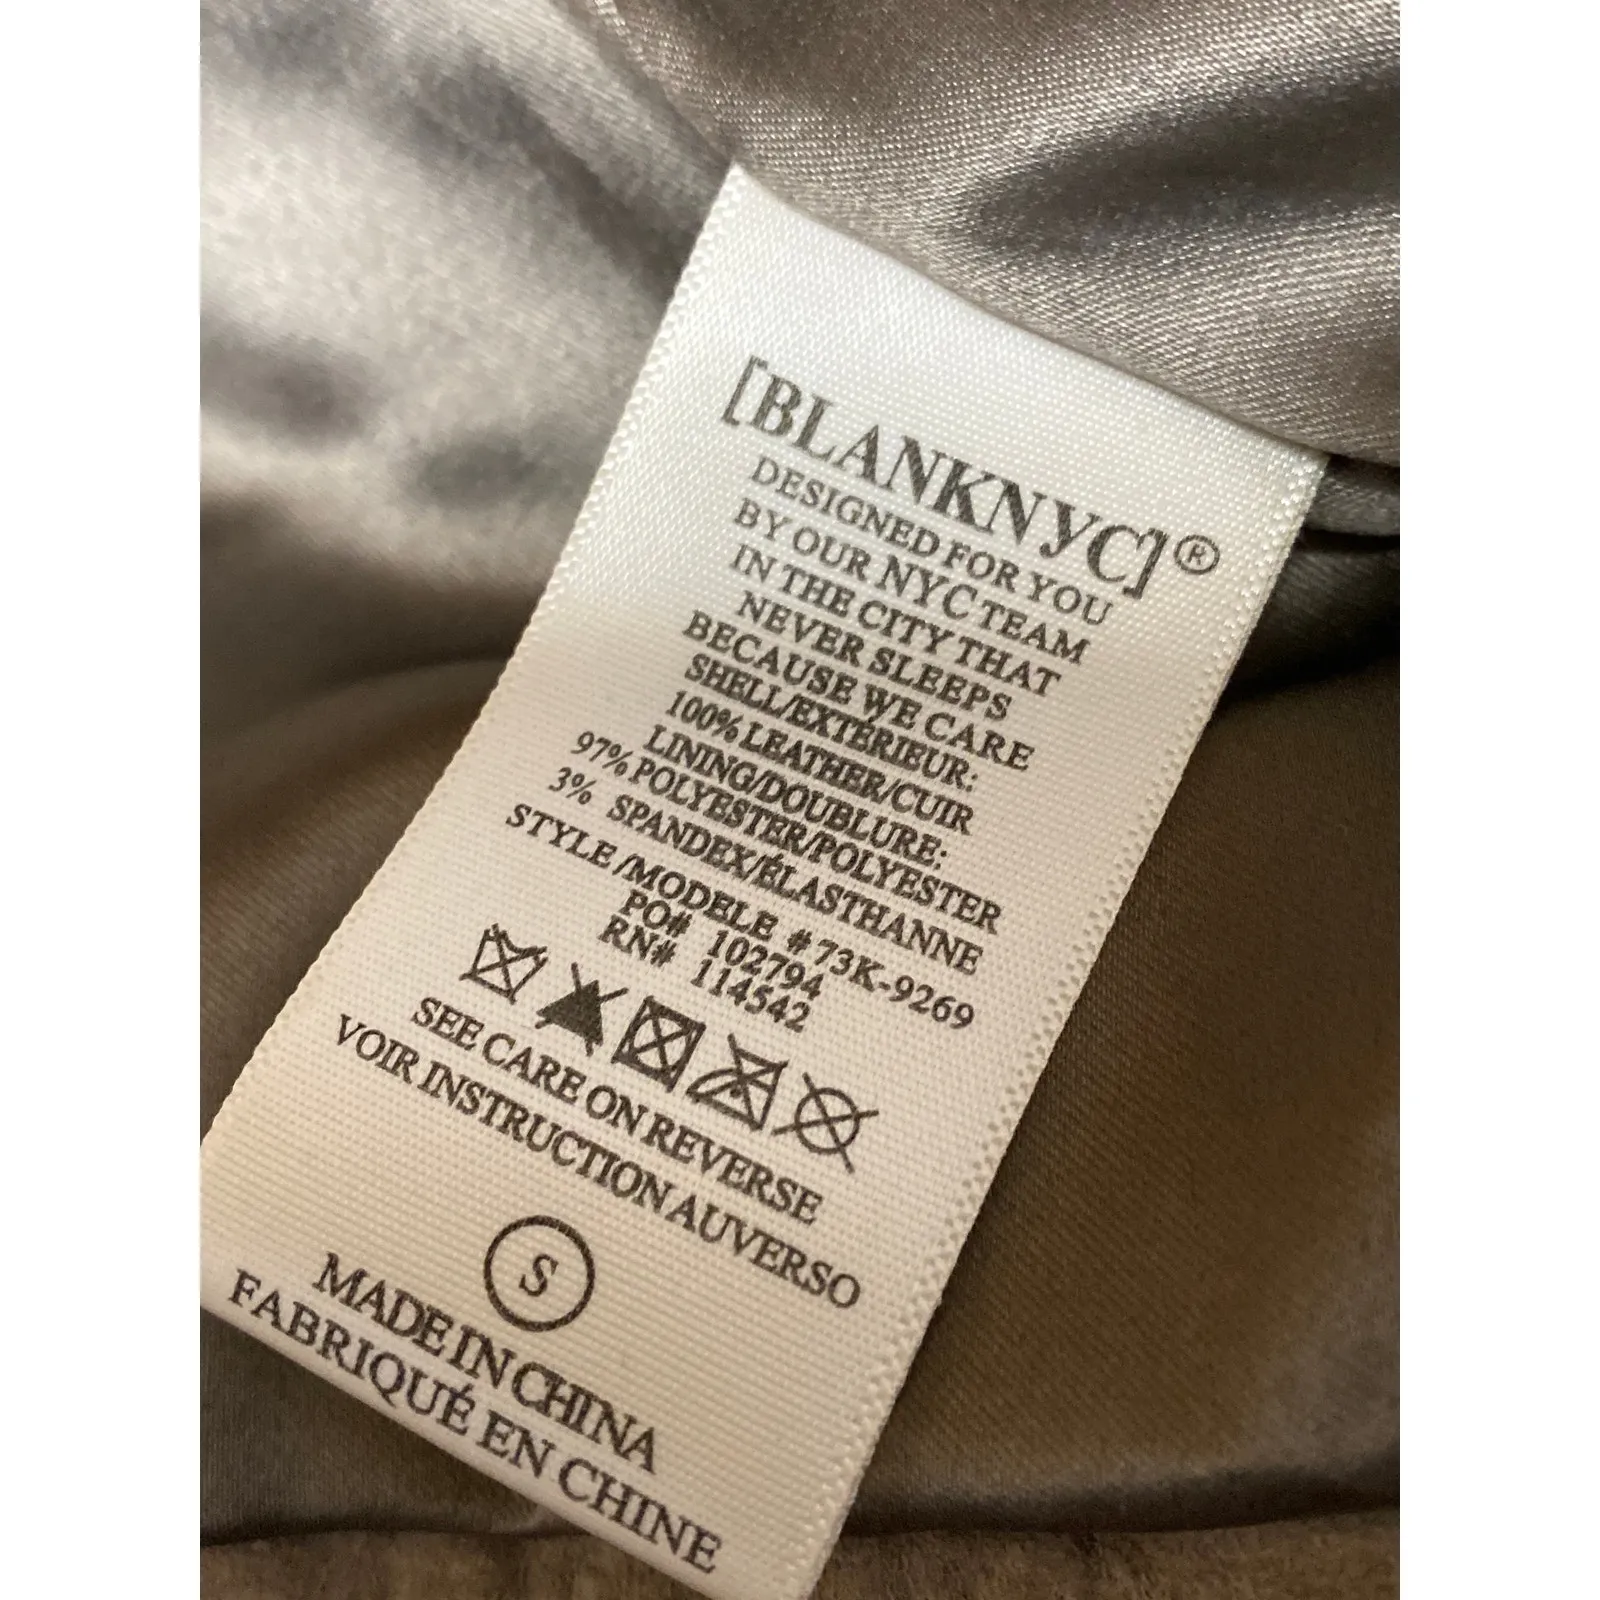 [BLANKNYC]®
DESIGNED FOR YOU
BY OUR NYC TEAM
IN THE CITY THAT
NEVER SLEEPS
BECAUSE WE CARE
SHELL/EXTÉRIEUR:
100% LEATHER/CUIR
LINING/DOUBLURE:
97% POLYESTER/POLYESTER
3% SPANDEX/ÉLASTHANNE
STYLE /MODELE #73K-9269
PO# 102794
RN# 114542
SEE CARE ON REVERSE
VOIR INSTRUCTION AUVERSO
S
MADE IN CHINA
FABRIQUÉ EN CHINE